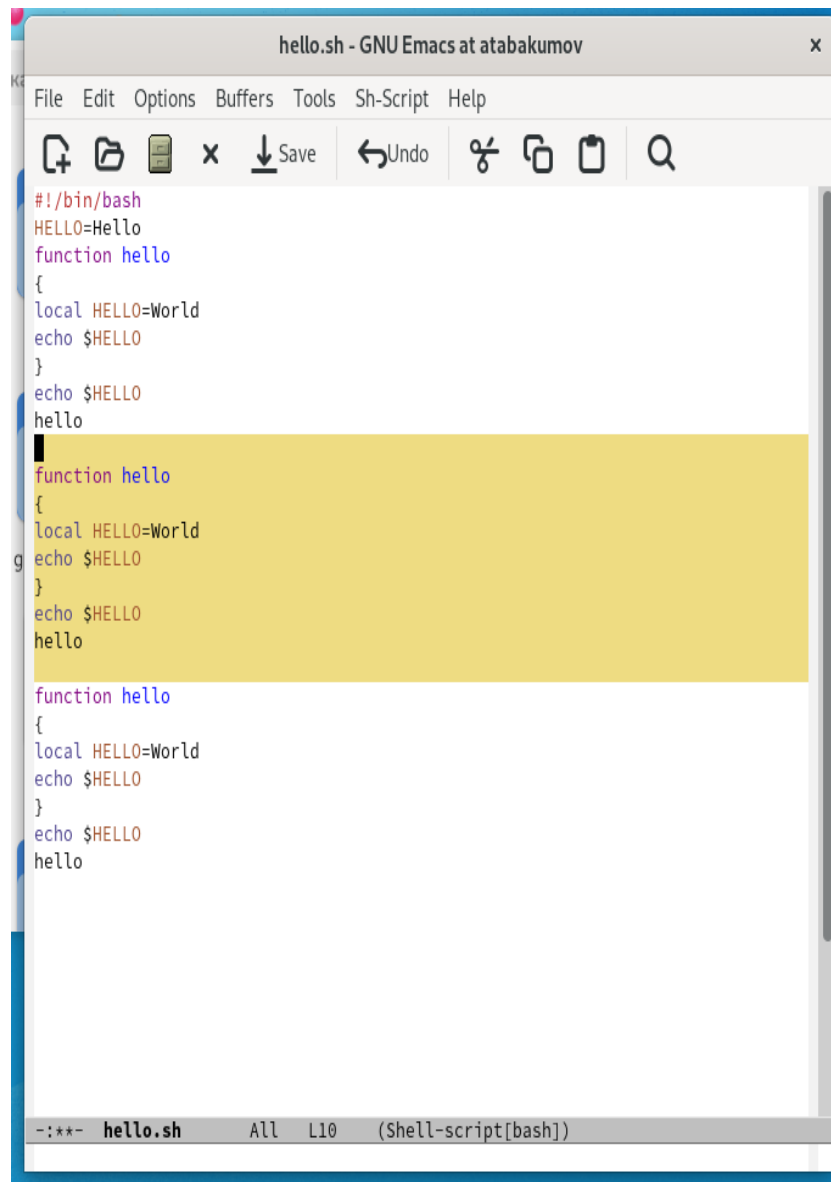 hello.sh - GNU Emacs at atabakumov
File Edit Options Buffers Tools Sh-Script Help
Save Undo
#!/bin/bash
HELLO=Hello
function hello
{
local HELLO=World
echo $HELLO
}
echo $HELLO
hello
function hello
{
local HELLO=World
echo $HELLO
}
echo $HELLO
hello
function hello
{
local HELLO=World
echo $HELLO
}
echo $HELLO
hello
-:**- hello.sh All L10 (Shell-script[bash])